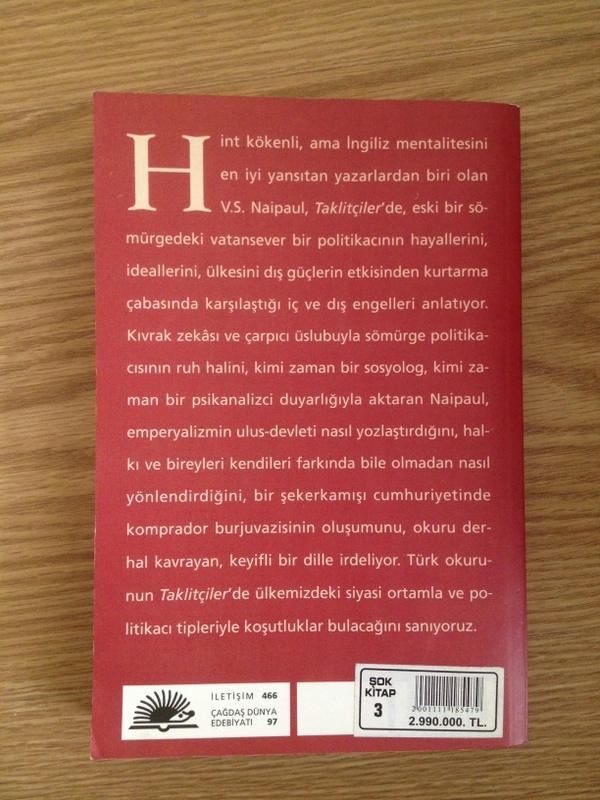 Hint kökenli, ama İngiliz mentalitesini
en iyi yansıtan yazarlardan biri olan
V.S. Naipaul, Taklitçiler'de, eski bir sö-
mürgedeki vatansever bir politikacının hayallerini,
ideallerini, ülkesini dış güçlerin etkisinden kurtarma
çabasında karşılaştığı iç ve dış engelleri anlatıyor.
Kıvrak zekâsı ve çarpıcı üslubuyla sömürge politika-
cısının ruh halini, kimi zaman bir sosyolog, kimi za-
man bir psikanalizci duyarlığıyla aktaran Naipaul,
emperyalizmin ulus-devleti nasıl yozlaştırdığını, hal-
kı ve bireyleri kendileri farkında bile olmadan nasıl
yönlendirdiğini, bir şekerkamışı cumhuriyetinde
komprador burjuvazisinin oluşumunu, okuru der-
hal kavrayan, keyifli bir dille irdeliyor. Türk okuru-
nun Taklitçiler'de ülkemizdeki siyasi ortamla ve po-
litikacı tipleriyle koşutluklar bulacağını sanıyoruz.
İLETİŞİM 466
ÇAĞDAŞ DÜNYA
EDEBİYATI 97
ŞOK
KİTAP
3
2001111185479
2.990.000. TL.